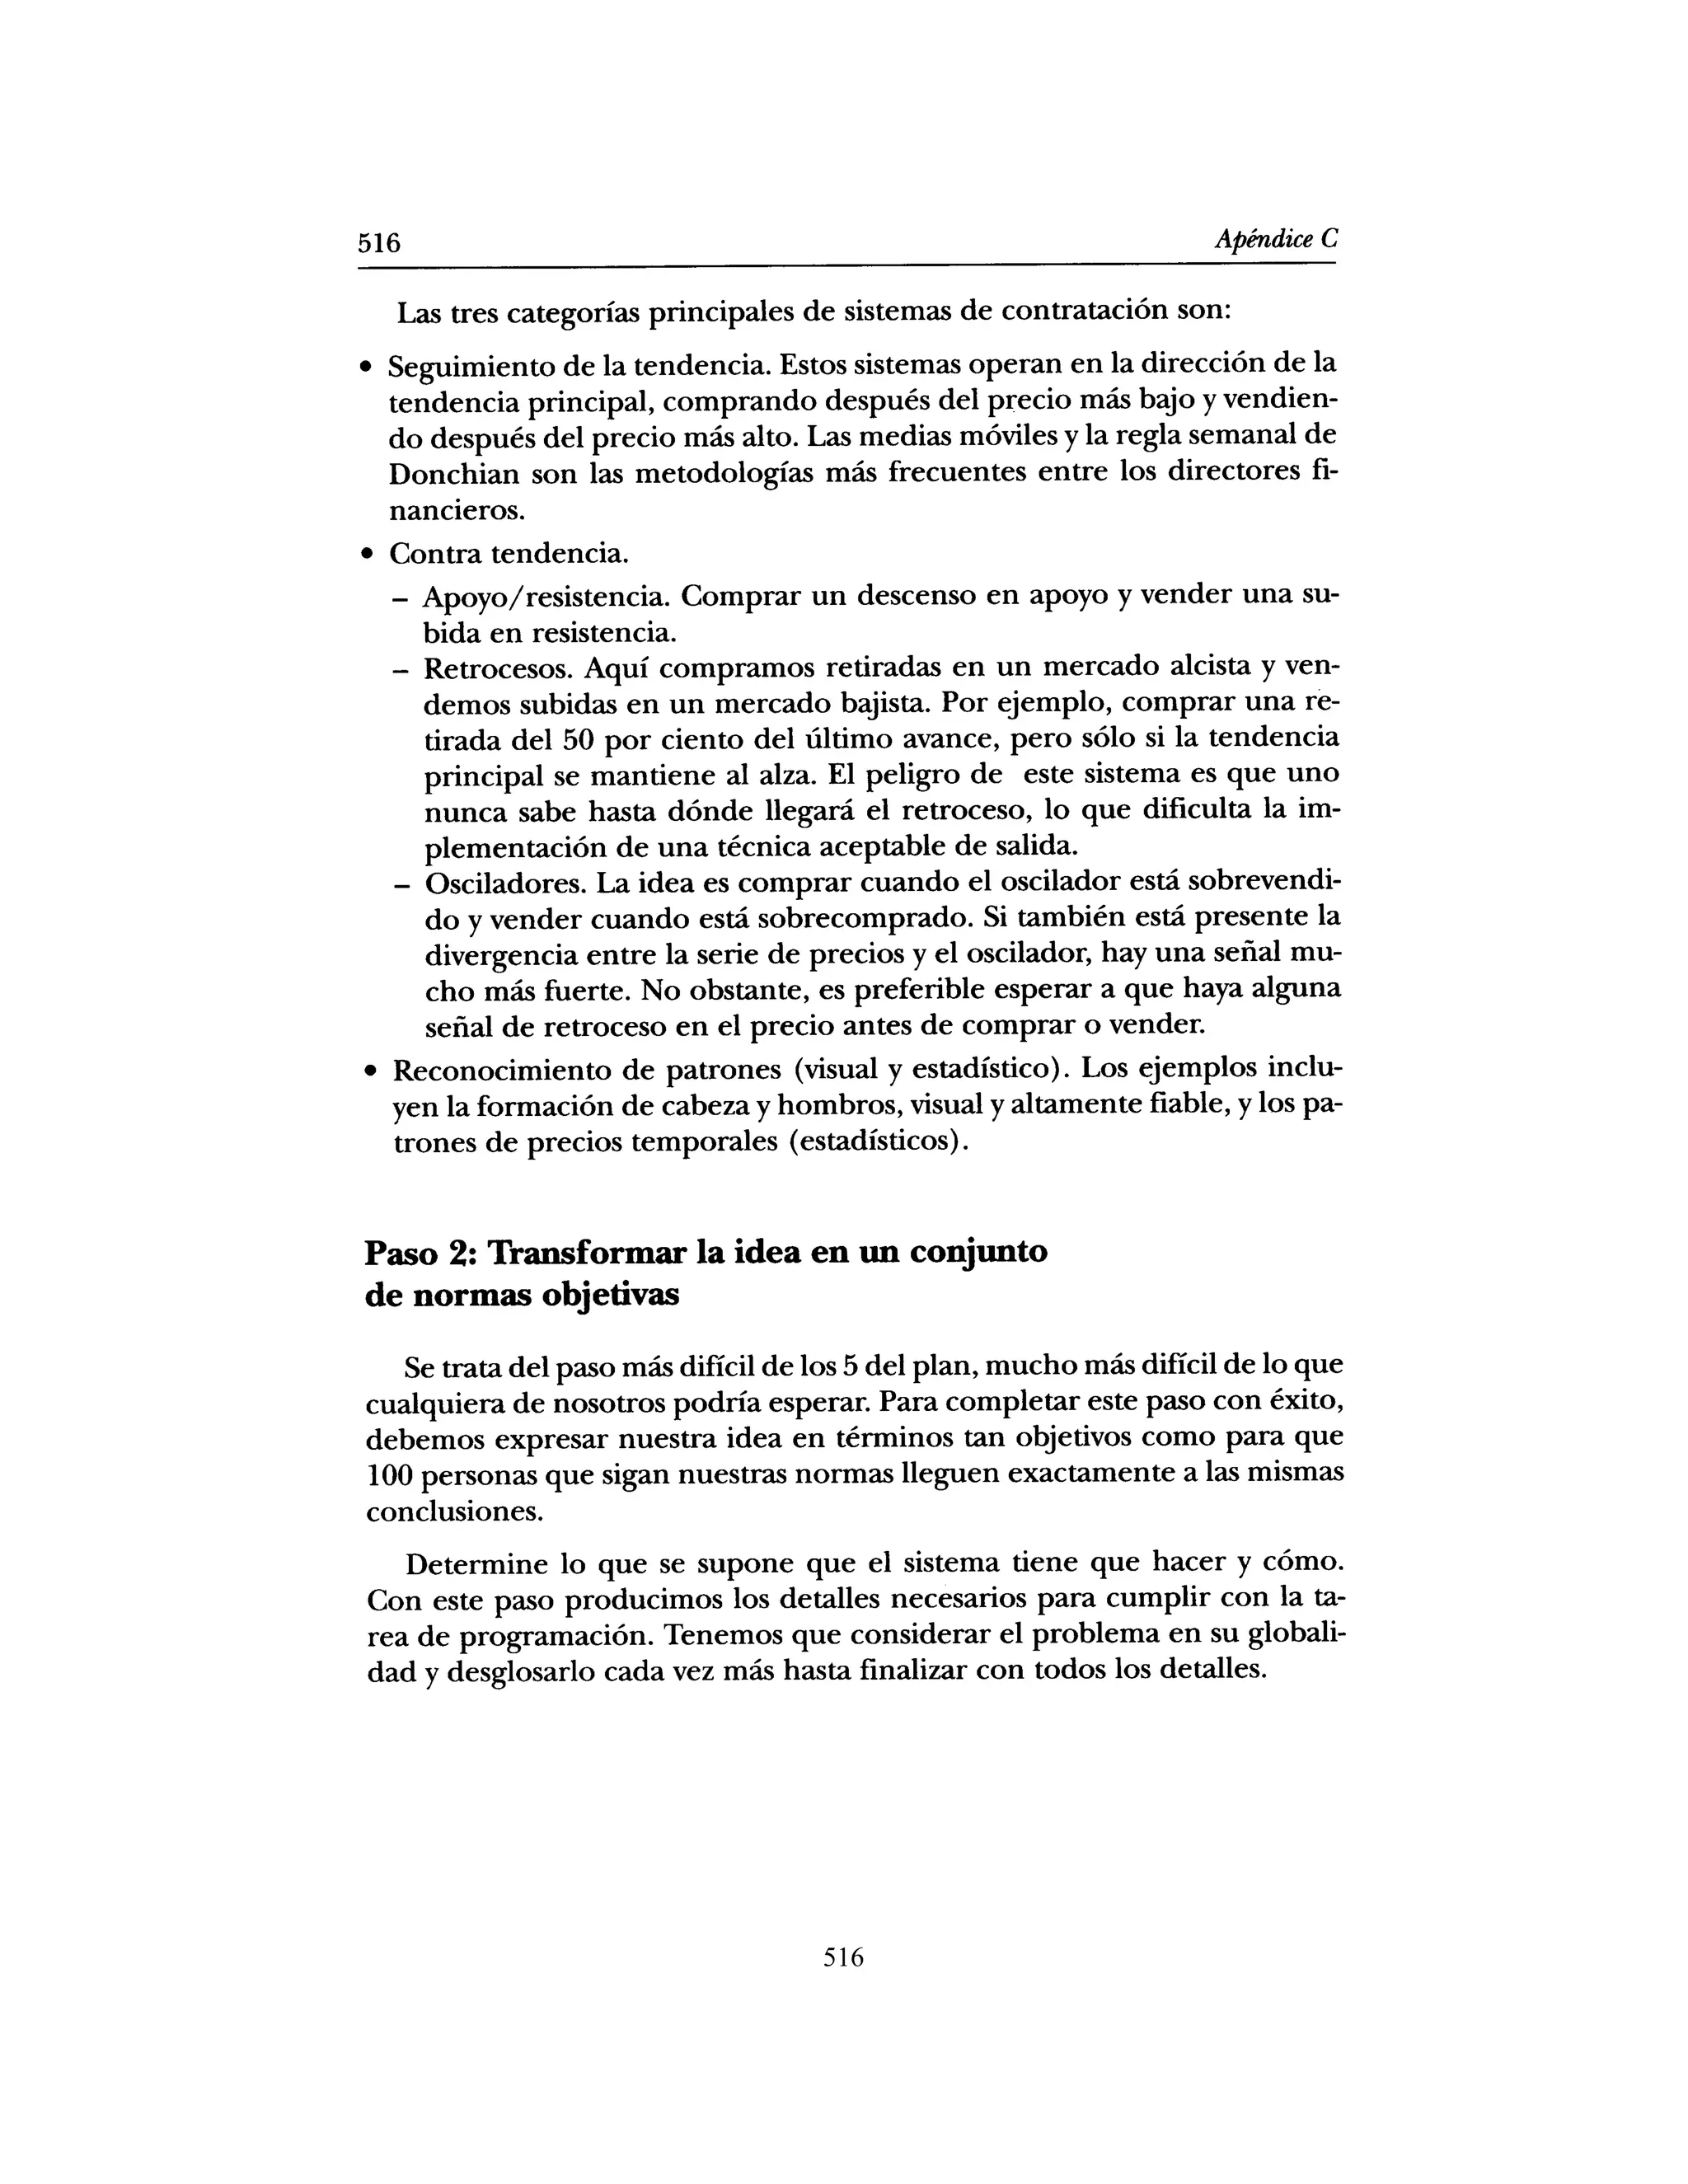 516 Apéndice C
Las tres categorías principales de sistemas de contratación son:
• Seguimiento de la tendencia. Estos sistemas operan en la dirección de la
tendencia principal, comprando después del precio más bajo y vendien-
do después del precio más alto. Las medias móviles y la regla semanal de
Donchian son las metodologías más frecuentes entre los directores fi-
nancieros.
• Contra tendencia.
– Apoyo/resistencia. Comprar un descenso en apoyo y vender una su-
bida en resistencia.
– Retrocesos. Aquí compramos retiradas en un mercado alcista y ven-
demos subidas en un mercado bajista. Por ejemplo, comprar una re-
tirada del 50 por ciento del último avance, pero sólo si la tendencia
principal se mantiene al alza. El peligro de este sistema es que uno
nunca sabe hasta dónde llegará el retroceso, lo que dificulta la im-
plementación de una técnica aceptable de salida.
– Osciladores. La idea es comprar cuando el oscilador está sobrevendi-
do y vender cuando está sobrecomprado. Si también está presente la
divergencia entre la serie de precios y el oscilador, hay una señal mu-
cho más fuerte. No obstante, es preferible esperar a que haya alguna
señal de retroceso en el precio antes de comprar o vender.
• Reconocimiento de patrones (visual y estadístico). Los ejemplos inclu-
yen la formación de cabeza y hombros, visual y altamente fiable, y los pa-
trones de precios temporales (estadísticos).
Paso 2: Transformar la idea en un conjunto
de normas objetivas
Se trata del paso más difícil de los 5 del plan, mucho más difícil de lo que
cualquiera de nosotros podría esperar. Para completar este paso con éxito,
debemos expresar nuestra idea en términos tan objetivos como para que
100 personas que sigan nuestras normas lleguen exactamente a las mismas
conclusiones.
Determine lo que se supone que el sistema tiene que hacer y cómo.
Con este paso producimos los detalles necesarios para cumplir con la ta-
rea de programación. Tenemos que considerar el problema en su globali-
dad y desglosarlo cada vez más hasta finalizar con todos los detalles.
516